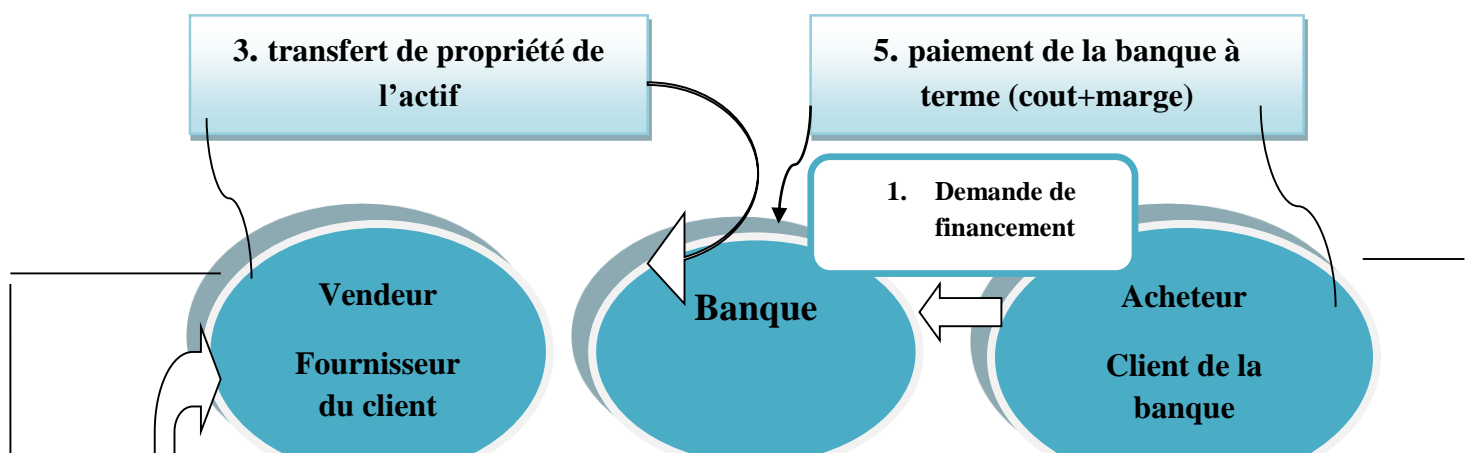 3. transfert de propriété de
l’actif
5. paiement de la banque à
terme (cout+marge)
1. Demande de
financement
Vendeur
Fournisseur
du client
Banque
Acheteur
Client de la
banque